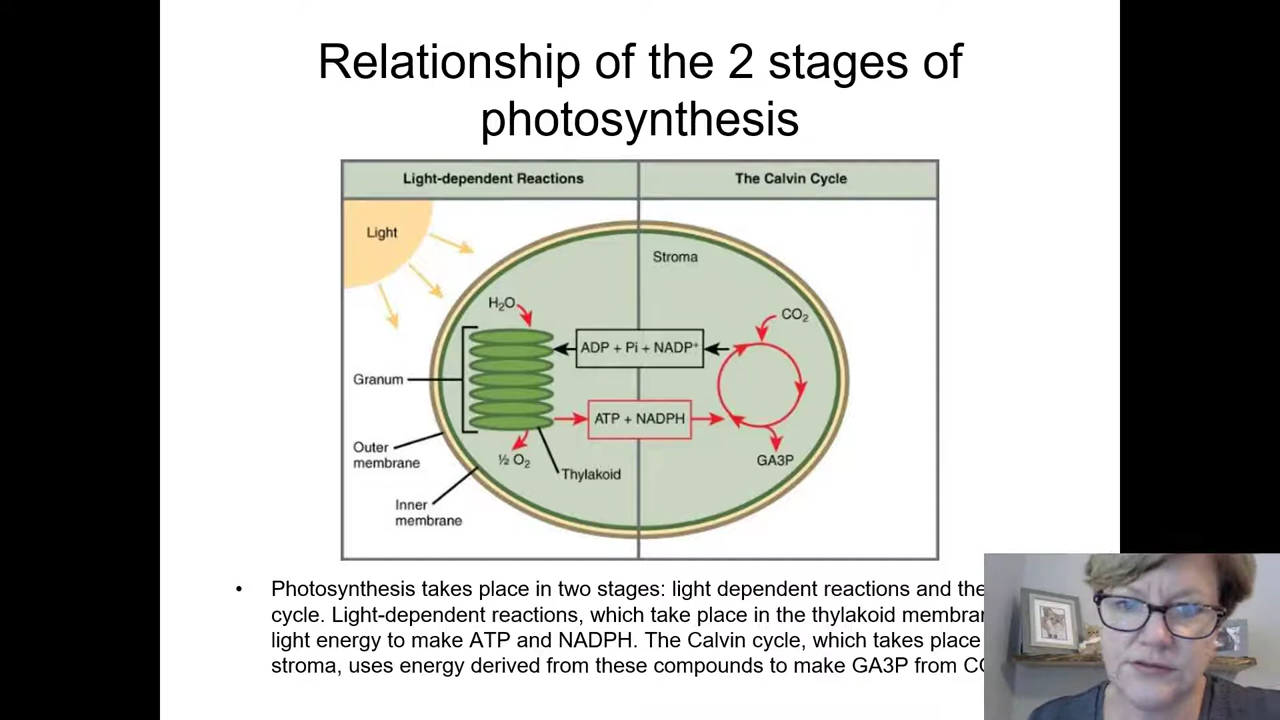 Relationship of the 2 stages of
photosynthesis
Light-dependent Reactions
The Calvin Cycle
Light
Stroma
H₂O
CO₂
ADP + Pi + NADP⁺
Granum
ATP + NADPH
Outer
membrane
½ O₂
GA3P
Thylakoid
Inner
membrane
• Photosynthesis takes place in two stages: light dependent reactions and the
cycle. Light-dependent reactions, which take place in the thylakoid
light energy to make ATP and NADPH. The Calvin cycle, which takes place
stroma, uses energy derived from these compounds to make GA3P from